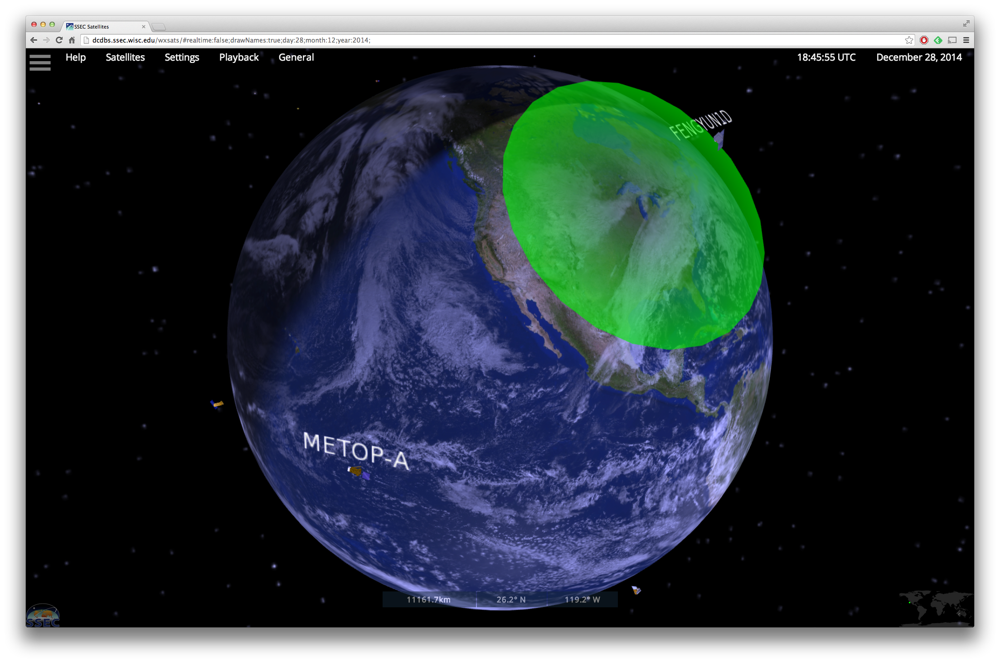 SSEC Satellites
dcdbs.ssec.wisc.edu/wxsats/#realtime:false;drawNames:true;day:28;month:12;year:2014;
Help Satellites Settings Playback General 18:45:55 UTC December 28, 2014
FENGYUN1D
METOP-A
11161.7km 26.2° N 119.2° W
SSEC